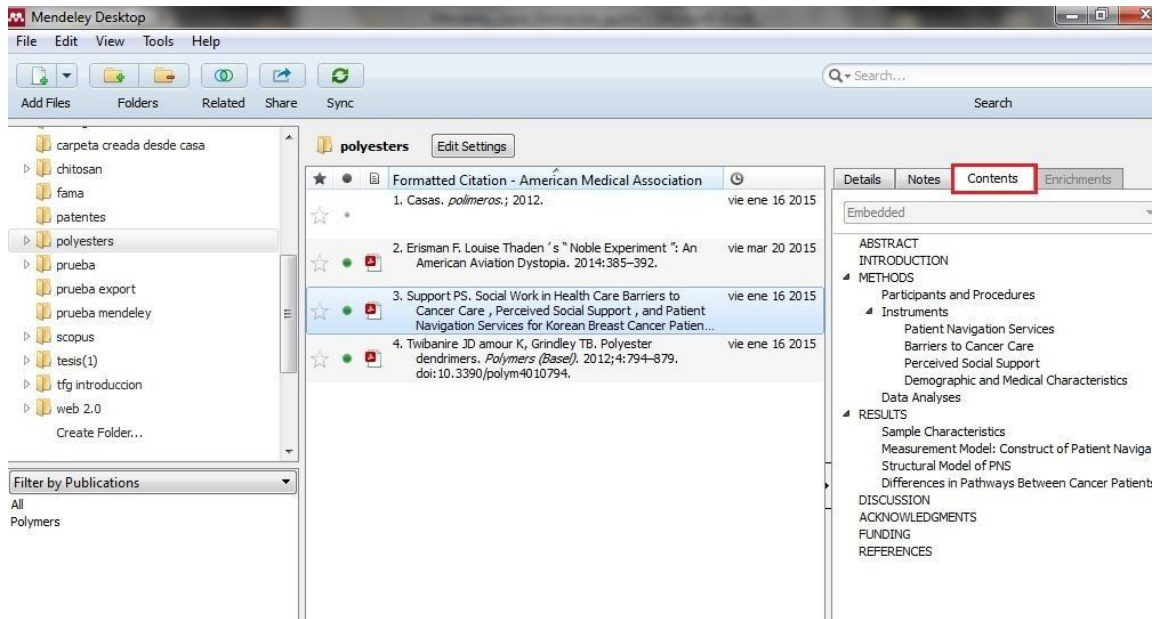 Mendeley Desktop
File Edit View Tools Help
Add Files Folders Related Share Sync
Search...
Search
carpeta creada desde casa
chitosan
fama
patentes
polyesters
prueba
prueba export
prueba mendeley
scopus
tesis(1)
tfg introduccion
web 2.0
Create Folder...
Filter by Publications
All
Polymers
polyesters Edit Settings
Formatted Citation - American Medical Association
1. Casas. polimeros.; 2012. vie ene 16 2015
2. Erisman F. Louise Thaden ´s “ Noble Experiment ”: An vie mar 20 2015
American Aviation Dystopia. 2014:385–392.
3. Support PS. Social Work in Health Care Barriers to vie ene 16 2015
Cancer Care , Perceived Social Support , and Patient
Navigation Services for Korean Breast Cancer Patien...
4. Twibanire JD amour K, Grindley TB. Polyester vie ene 16 2015
dendrimers. Polymers (Basel). 2012;4:794–879.
doi:10.3390/polym4010794.
Details Notes Contents Enrichments
Embedded
ABSTRACT
INTRODUCTION
METHODS
Participants and Procedures
Instruments
Patient Navigation Services
Barriers to Cancer Care
Perceived Social Support
Demographic and Medical Characteristics
Data Analyses
RESULTS
Sample Characteristics
Measurement Model: Construct of Patient Naviga
Structural Model of PNS
Differences in Pathways Between Cancer Patients
DISCUSSION
ACKNOWLEDGMENTS
FUNDING
REFERENCES